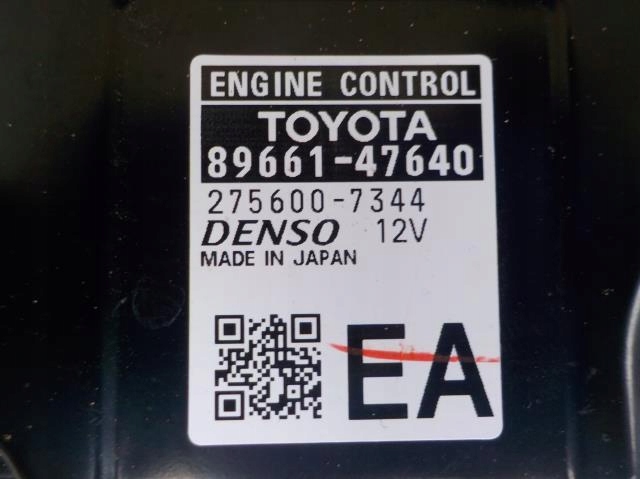 ENGINE CONTROL
TOYOTA
89661-47640
275600-7344
DENSO 12V
MADE IN JAPAN
EA